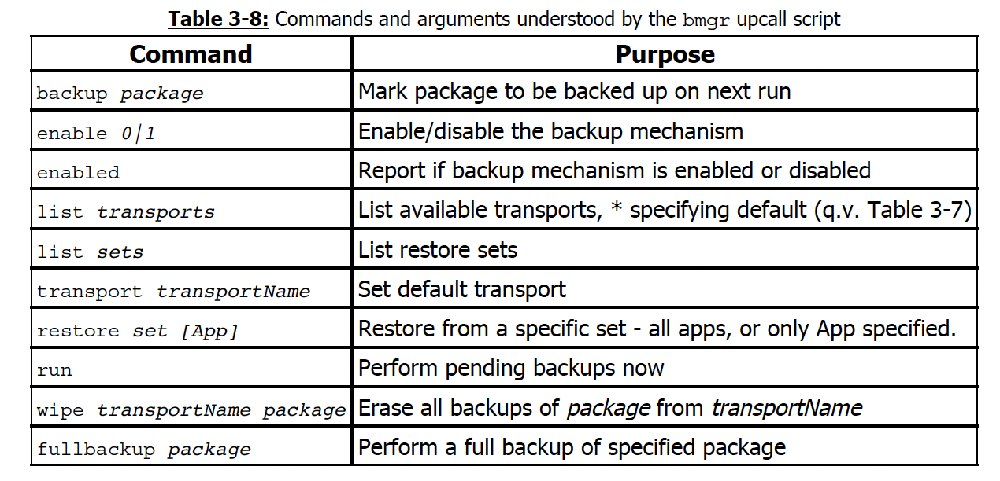 Table 3-8: Commands and arguments understood by the bmgr upcall script
Command Purpose
backup package Mark package to be backed up on next run
enable 0|1 Enable/disable the backup mechanism
enabled Report if backup mechanism is enabled or disabled
list transports List available transports, * specifying default (q.v. Table 3-7)
list sets List restore sets
transport transportName Set default transport
restore set [App] Restore from a specific set - all apps, or only App specified.
run Perform pending backups now
wipe transportName package Erase all backups of package from transportName
fullbackup package Perform a full backup of specified package